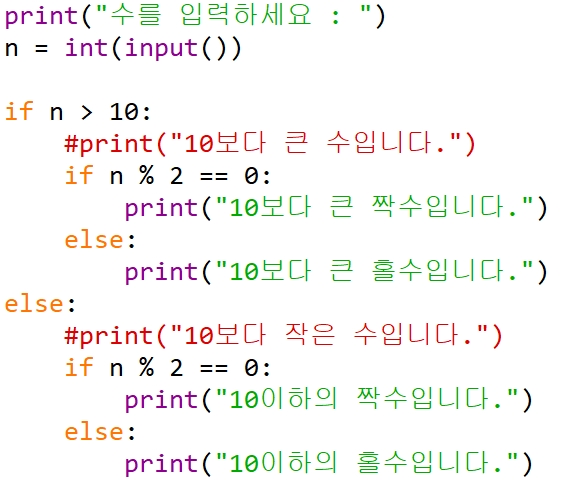 print("수를 입력하세요 : ")
n = int(input())

if n > 10:
    #print("10보다 큰 수입니다.")
    if n % 2 == 0:
        print("10보다 큰 짝수입니다.")
    else:
        print("10보다 큰 홀수입니다.")
else:
    #print("10보다 작은 수입니다.")
    if n % 2 == 0:
        print("10이하의 짝수입니다.")
    else:
        print("10이하의 홀수입니다.")